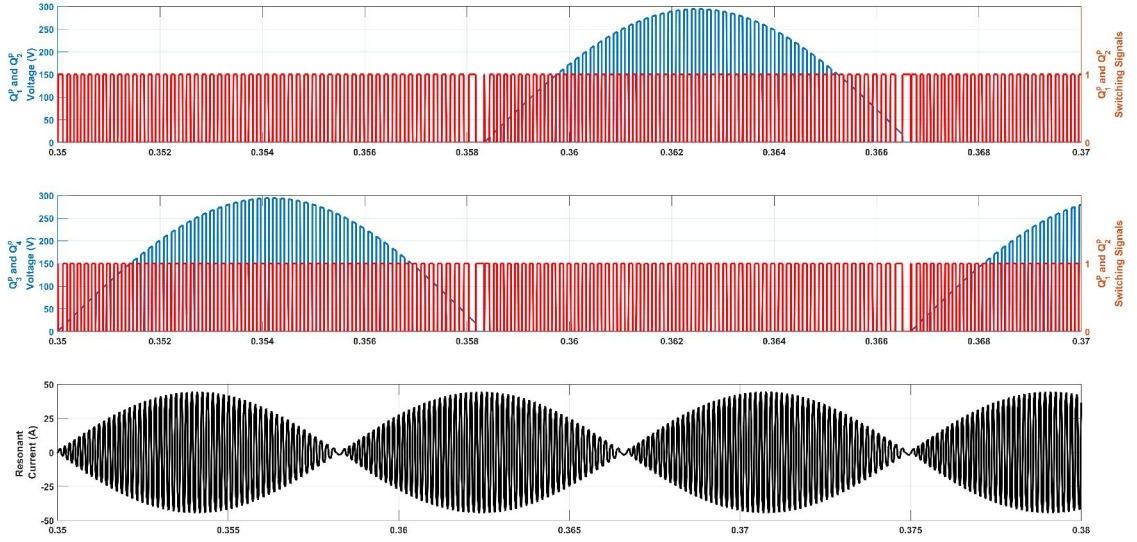 300
250
200
150
100
50
0
Q₁ᵖ and Q₂ᵖ
Voltage (V)
1
0
Q₁ᵖ and Q₂ᵖ
Switching Signals
0.35 0.352 0.354 0.356 0.358 0.36 0.362 0.364 0.366 0.368 0.37
300
250
200
150
100
50
0
Q₃ᵖ and Q₄ᵖ
Voltage (V)
1
0
Q₁ᵖ and Q₂ᵖ
Switching Signals
0.35 0.352 0.354 0.356 0.358 0.36 0.362 0.364 0.366 0.368 0.37
50
25
0
-25
-50
Resonant
Current (A)
0.35 0.355 0.36 0.365 0.37 0.375 0.38